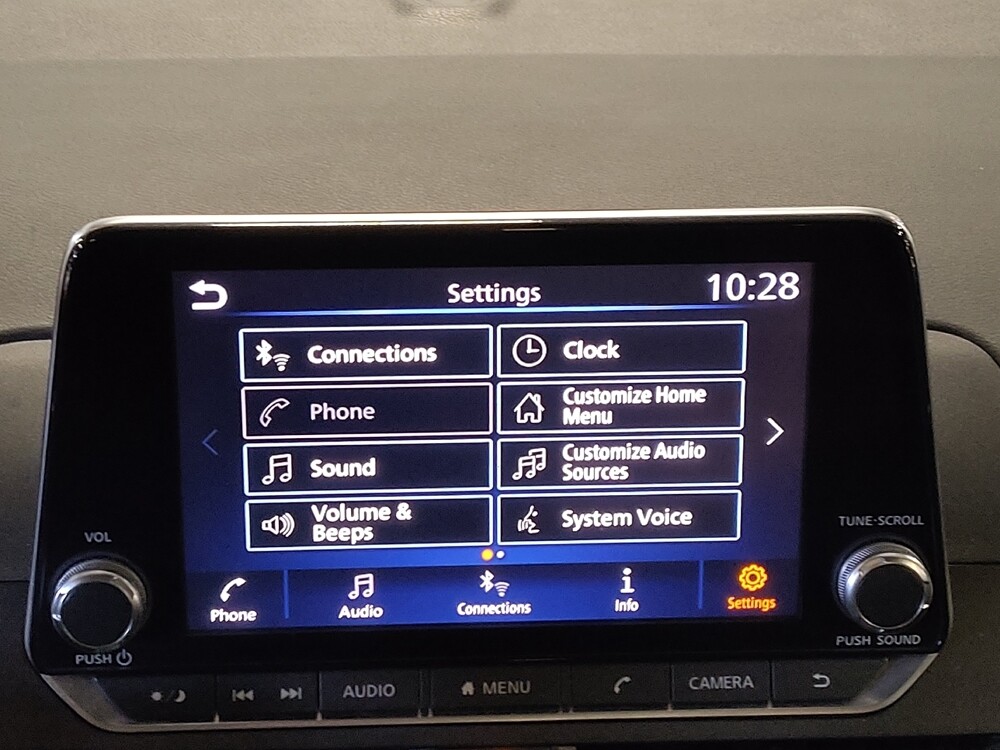 Settings
10:28
Connections
Clock
Phone
Customize Home
Menu
Sound
Customize Audio
Sources
Volume &
Beeps
System Voice
Phone
Audio
Connections
Info
Settings
VOL
PUSH
TUNE·SCROLL
PUSH SOUND
AUDIO
MENU
CAMERA